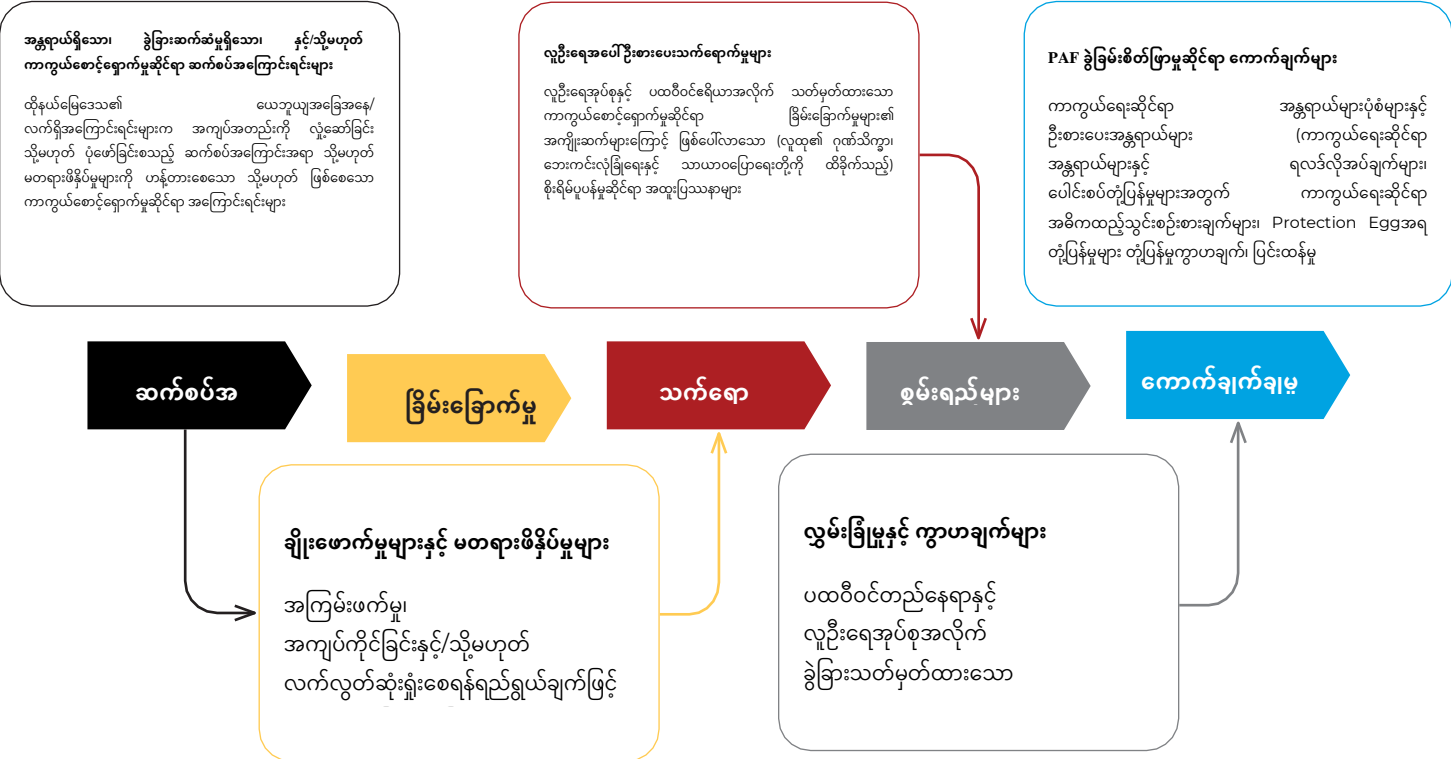 အန္တရာယ်ရှိသော၊ ခွဲခြားဆက်ဆံမှုရှိသော၊ နှင့်/သို့မဟုတ်
ကာကွယ်စောင့်ရှောက်မှုဆိုင်ရာ ဆက်စပ်အကြောင်းရင်းများ
ထိုနယ်မြေဒေသ၏ ယေဘူယျအခြေအနေ/
လက်ရှိအကြောင်းရင်းများက အကျပ်အတည်းကို လှုံ့ဆော်ခြင်း
သို့မဟုတ် ပုံဖော်ခြင်းစသည့် ဆက်စပ်အကြောင်းအရာ သို့မဟုတ်
မတရားဖိနှိပ်မှုများကို ဟန့်တားစေသော သို့မဟုတ် ဖြစ်စေသော
ကာကွယ်စောင့်ရှောက်မှုဆိုင်ရာ အကြောင်းရင်းများ
လူဦးရေအပေါ် ဦးစားပေးသက်ရောက်မှုများ
လူဦးရေအုပ်စုနှင့် ပထဝီဝင်ဧရိယာအလိုက် သတ်မှတ်ထားသော
ကာကွယ်စောင့်ရှောက်မှုဆိုင်ရာ ခြိမ်းခြောက်မှုများ၏
အကျိုးဆက်များကြောင့် ဖြစ်ပေါ်လာသော (လူထု၏ ဂုဏ်သိက္ခာ၊
ဘေးကင်းလုံခြုံရေးနှင့် သာယာဝပြောရေးတို့ကို ထိခိုက်သည့်)
စိုးရိမ်ပူပန်မှုဆိုင်ရာ အထူးပြဿနာများ
PAF ခွဲခြမ်းစိတ်ဖြာမှုဆိုင်ရာ ကောက်ချက်များ
ကာကွယ်ရေးဆိုင်ရာ အန္တရာယ်များပုံစံများနှင့်
ဦးစားပေးအန္တရာယ်များ (ကာကွယ်ရေးဆိုင်ရာ
အန္တရာယ်များနှင့် ရလဒ်လိုအပ်ချက်များ၊
ပေါင်းစပ်တုံ့ပြန်မှုများအတွက် ကာကွယ်ရေးဆိုင်ရာ
အဓိကထည့်သွင်းစဉ်းစားချက်များ၊ Protection Eggအရ
တုံ့ပြန်မှုများ တုံ့ပြန်မှုကွာဟချက်၊ ပြင်းထန်မှု
ဆက်စပ်အ
ခြိမ်းခြောက်မှု
သက်ရော
စွမ်းရည်များ
ကောက်ချက်ချမှု
ချိုးဖောက်မှုများနှင့် မတရားဖိနှိပ်မှုများ
အကြမ်းဖက်မှု၊
အကျပ်ကိုင်ခြင်းနှင့်/သို့မဟုတ်
လက်လွတ်ဆုံးရှုံးစေရန်ရည်ရွယ်ချက်ဖြင့်
လွှမ်းခြုံမှုနှင့် ကွာဟချက်များ
ပထဝီဝင်တည်နေရာနှင့်
လူဦးရေအုပ်စုအလိုက်
ခွဲခြားသတ်မှတ်ထားသော